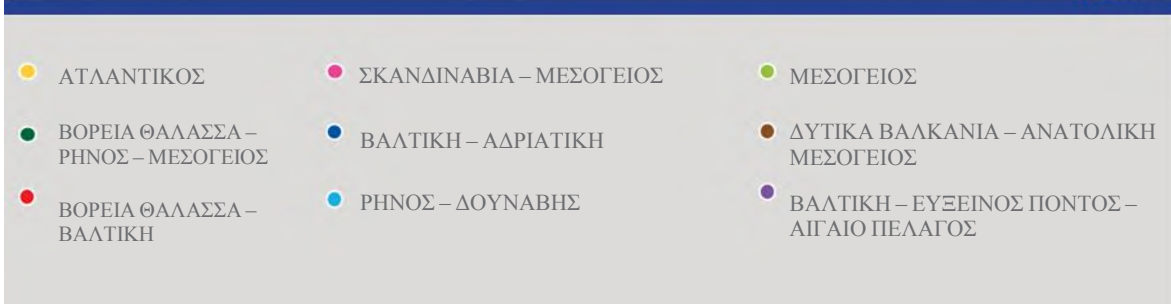 ΑΤΛΑΝΤΙΚΟΣ
ΒΟΡΕΙΑ ΘΑΛΑΣΣΑ –
ΡΗΝΟΣ – ΜΕΣΟΓΕΙΟΣ
ΒΟΡΕΙΑ ΘΑΛΑΣΣΑ –
ΒΑΛΤΙΚΗ
ΣΚΑΝΔΙΝΑΒΙΑ – ΜΕΣΟΓΕΙΟΣ
ΒΑΛΤΙΚΗ – ΑΔΡΙΑΤΙΚΗ
ΡΗΝΟΣ – ΔΟΥΝΑΒΗΣ
ΜΕΣΟΓΕΙΟΣ
ΔΥΤΙΚΑ ΒΑΛΚΑΝΙΑ – ΑΝΑΤΟΛΙΚΗ
ΜΕΣΟΓΕΙΟΣ
ΒΑΛΤΙΚΗ – ΕΥΞΕΙΝΟΣ ΠΟΝΤΟΣ –
ΑΙΓΑΙΟ ΠΕΛΑΓΟΣ